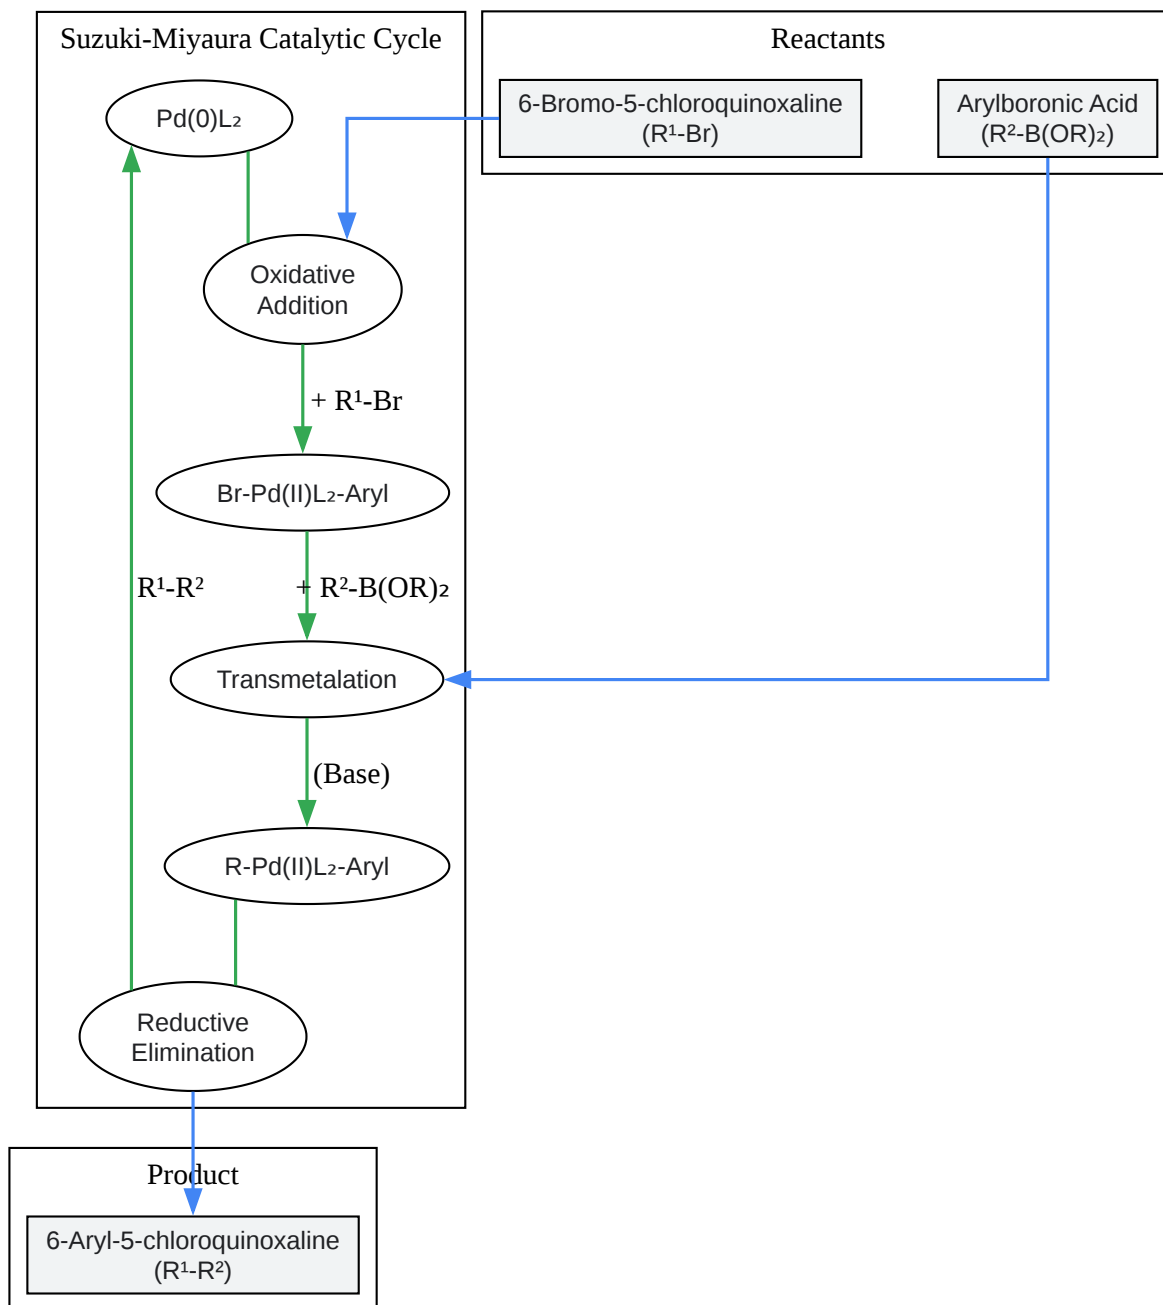 Suzuki-Miyaura Catalytic Cycle
Reactants
Pd(0)L₂
6-Bromo-5-chloroquinoxaline
(R¹-Br)
Arylboronic Acid
(R²-B(OR)₂)
Oxidative
Addition
+ R¹-Br
Br-Pd(II)L₂-Aryl
R¹-R²
+ R²-B(OR)₂
Transmetalation
(Base)
R-Pd(II)L₂-Aryl
Reductive
Elimination
Product
6-Aryl-5-chloroquinoxaline
(R¹-R²)